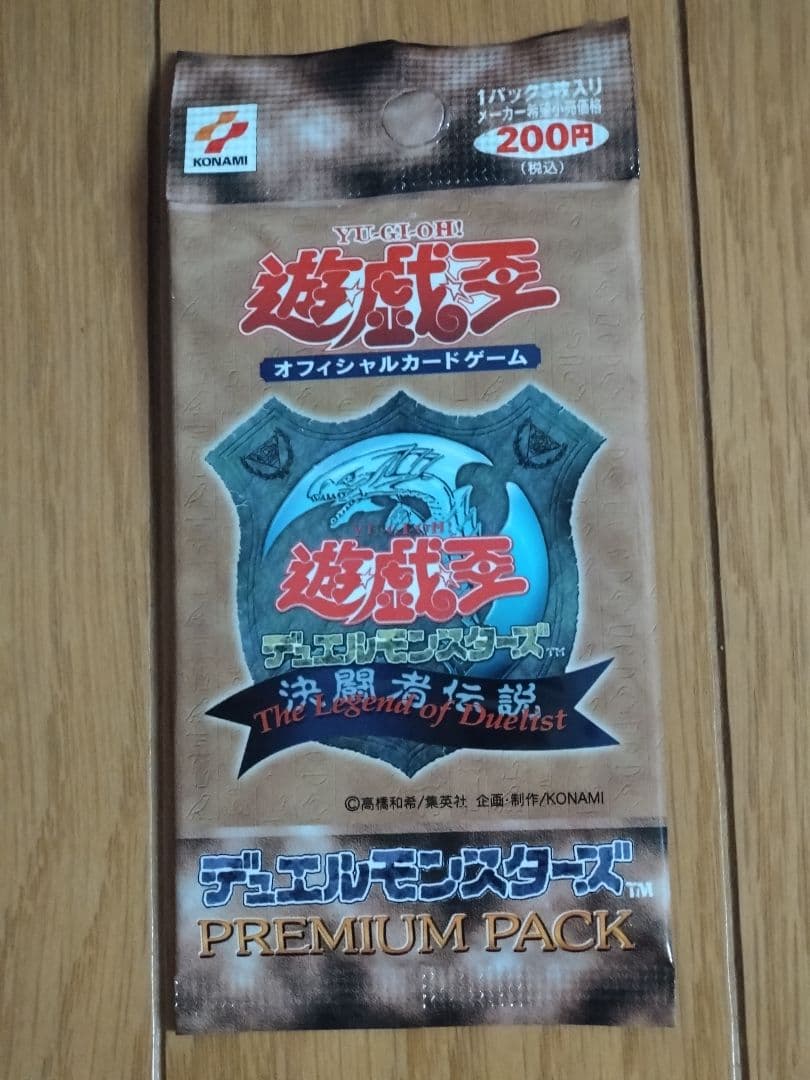 KONAMI
1パック5枚入り
メーカー希望小売価格
200円
(税込)
YU-GI-OH!
遊戯王
オフィシャルカードゲーム
YU-GI-OH!
遊戯王
デュエルモンスターズ™
決闘者伝説
The Legend of Duelist
©高橋和希/集英社 企画・制作/KONAMI
デュエルモンスターズ™
PREMIUM PACK